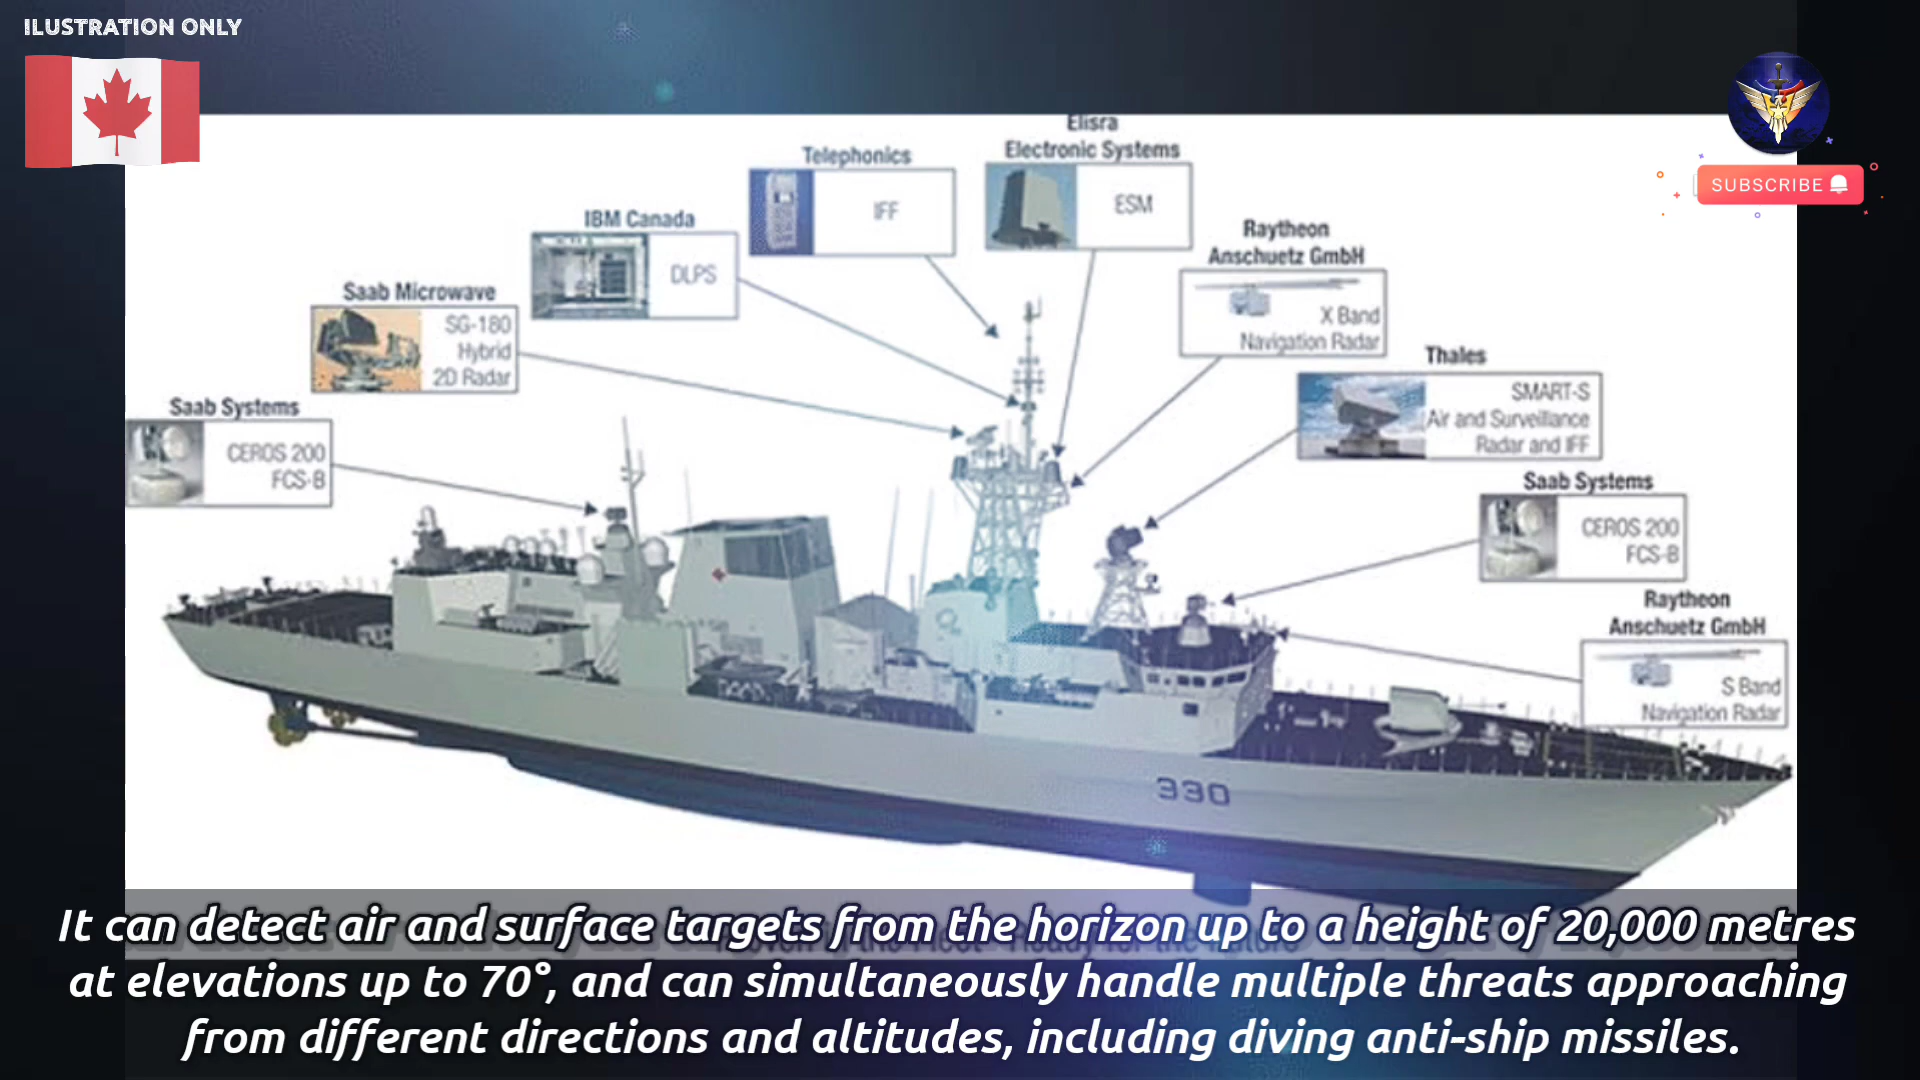 ILUSTRATION ONLY
SUBSCRIBE
Elisra
Electronic Systems
ESM
Telephonics
IFF
IBM Canada
DLPS
Raytheon
Anschuetz GmbH
X Band
Navigation Radar
Saab Microwave
SG-180
Hybrid
2D Radar
Thales
SMART-S
Air and Surveillance
Radar and IFF
Saab Systems
CEROS 200
FCS-B
Saab Systems
CEROS 200
FCS-B
Raytheon
Anschuetz GmbH
S Band
Navigation Radar
330
It can detect air and surface targets from the horizon up to a height of 20,000 metres
at elevations up to 70°, and can simultaneously handle multiple threats approaching
from different directions and altitudes, including diving anti-ship missiles.